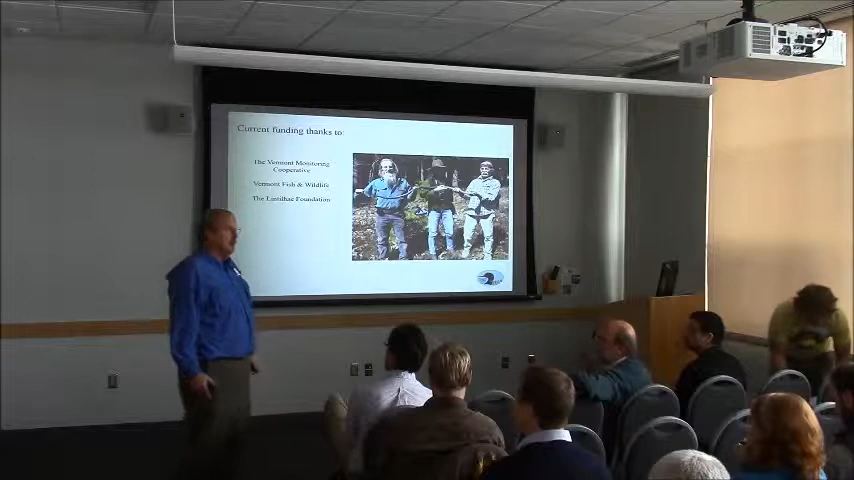 Current funding thanks to:
The Vermont Monitoring
Cooperative
Vermont Fish & Wildlife
The Lintilhac Foundation